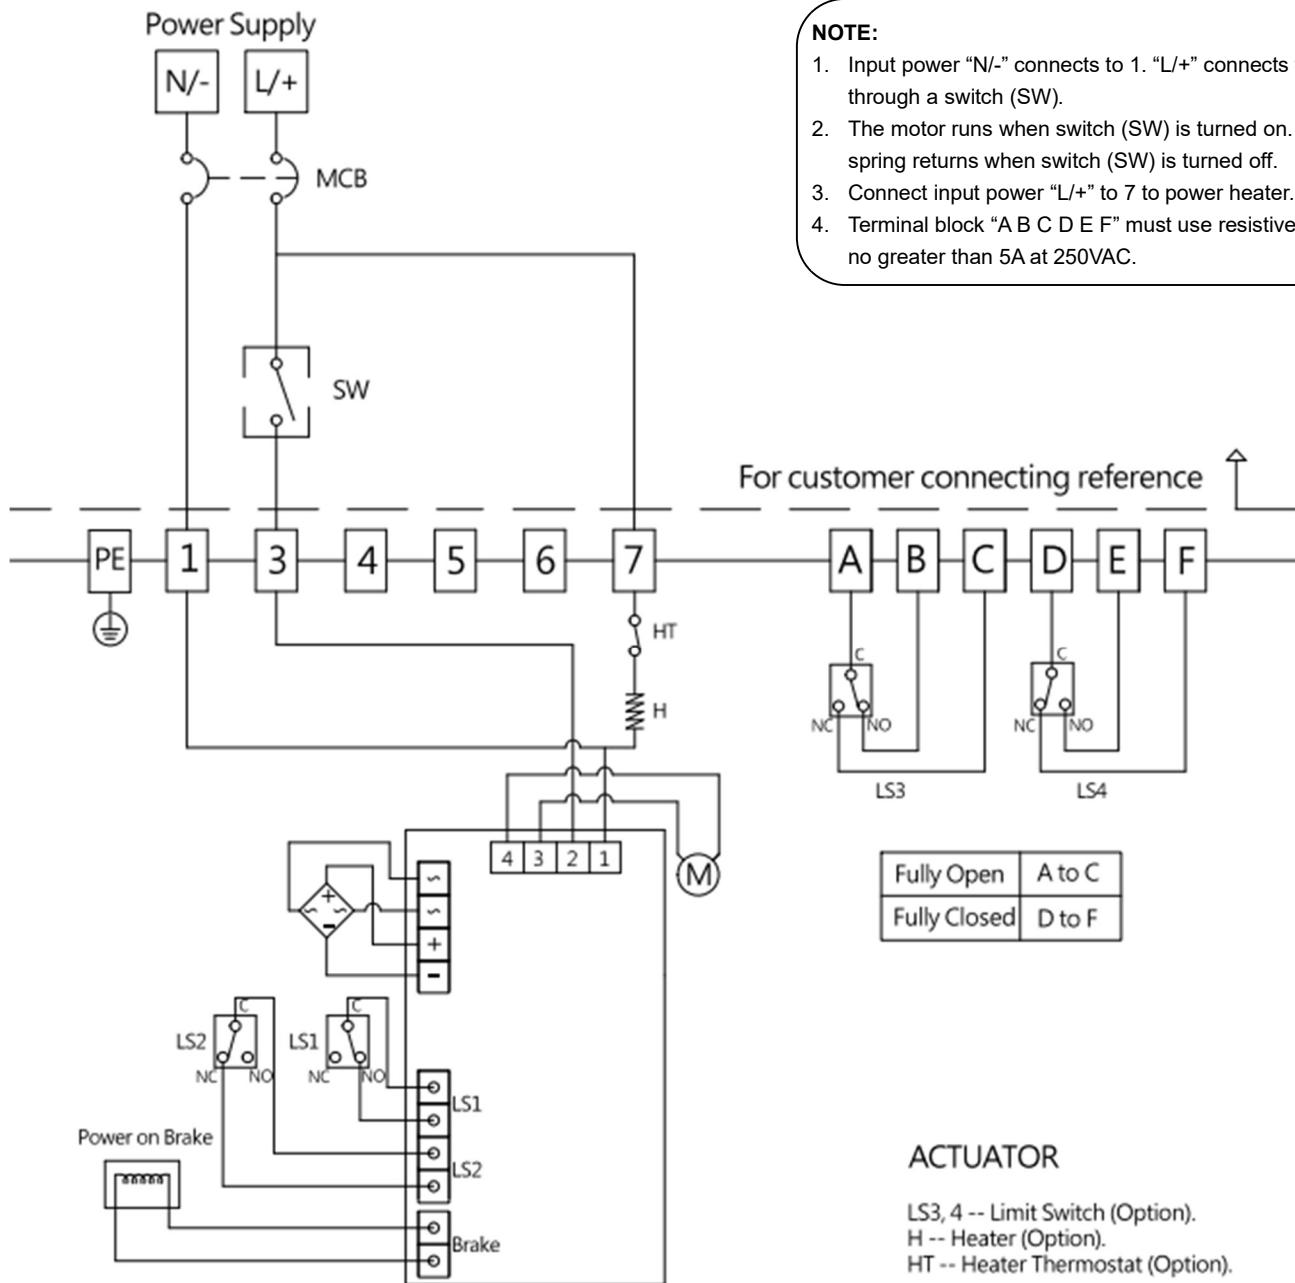 Power Supply
N/-
L/+
MCB
SW
NOTE:
1. Input power “N/-” connects to 1. “L/+” connects
through a switch (SW).
2. The motor runs when switch (SW) is turned on.
spring returns when switch (SW) is turned off.
3. Connect input power “L/+” to 7 to power heater.
4. Terminal block “A B C D E F” must use resistive
no greater than 5A at 250VAC.
For customer connecting reference
PE 1 3 4 5 6 7 A B C D E F
HT
H
C
NC NO
LS3
C
NC NO
LS4
4 3 2 1
M
~
~
+
-
+
~ ~
-
Fully Open A to C
Fully Closed D to F
C
LS2
NC NO
C
LS1
NC NO
LS1
LS2
Power on Brake
Brake
ACTUATOR
LS3, 4 -- Limit Switch (Option).
H -- Heater (Option).
HT -- Heater Thermostat (Option).